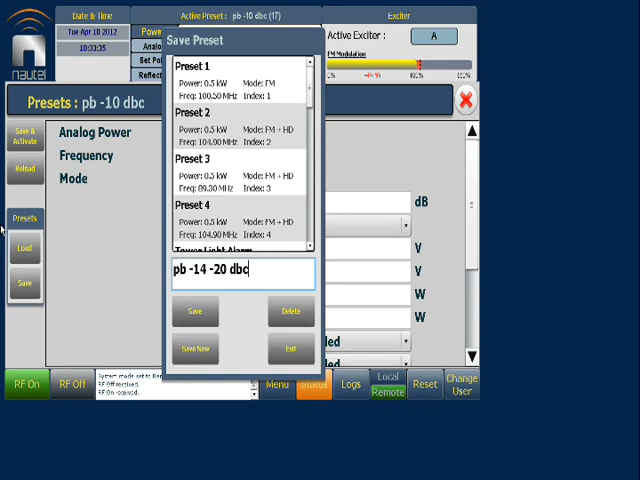 Date & Time
Active Preset: pb -10 dbc (17)
Exciter
Tue Apr 10 2012
10:33:35
nautel
Save Preset
Active Exciter :
A
FM Modulation
0%
100%
150%
Presets : pb -10 dbc
Save & Activate
Reload
Presets
Load
Save
Analog Power
Frequency
Mode
Preset 1
Power: 0.5 kW Mode: FM
Freq: 100.50 MHz Index: 1
Preset 2
Power: 0.5 kW Mode: FM + HD
Freq: 104.90 MHz Index: 2
Preset 3
Power: 0.5 kW Mode: FM + HD
Freq: 89.30 MHz Index: 3
Preset 4
Power: 0.5 kW Mode: FM + HD
Freq: 104.90 MHz Index: 4
Tower Light Alarm
pb -14 -20 dbc
Save
Delete
Save New
Exit
dB
V
V
W
W
RF On
RF Off
RF Off received.
RF On received.
Menu
Status
Logs
Local
Remote
Reset
Change User